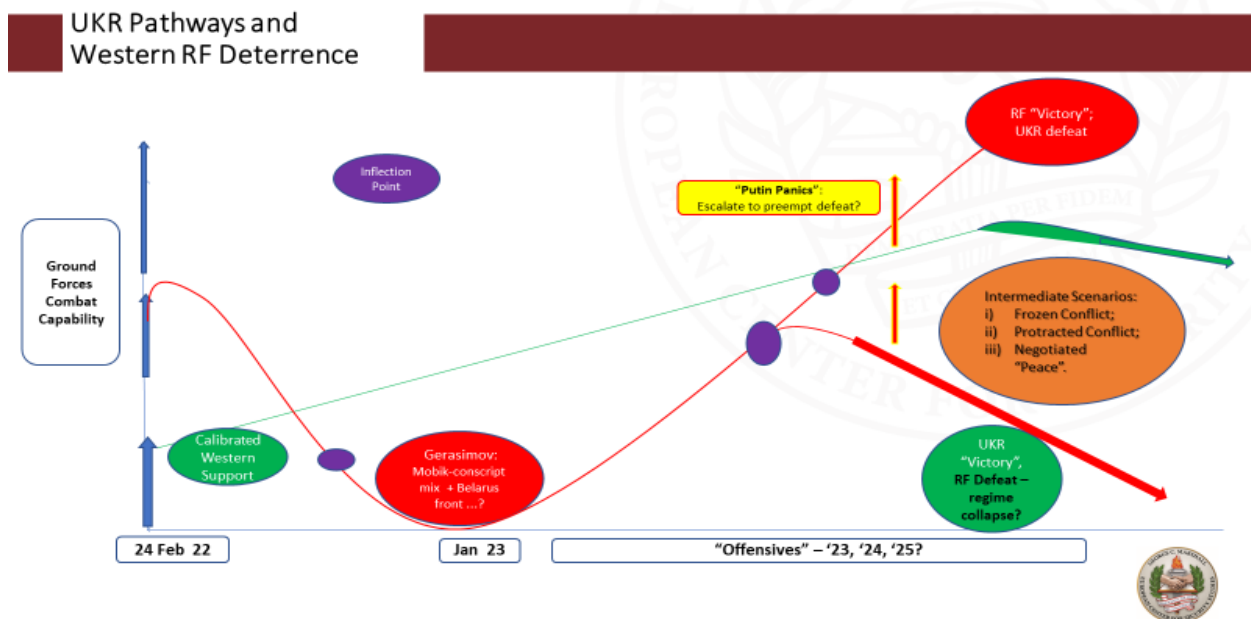 UKR Pathways and
Western RF Deterrence
RF “Victory”;
UKR defeat
Inflection
Point
“Putin Panics”:
Escalate to preempt defeat?
Ground
Forces
Combat
Capability
Intermediate Scenarios:
i) Frozen Conflict;
ii) Protracted Conflict;
iii) Negotiated
“Peace”.
Calibrated
Western
Support
Gerasimov:
Mobik-conscript
mix + Belarus
front ...?
UKR
“Victory”,
RF Defeat –
regime
collapse?
24 Feb 22
Jan 23
“Offensives” – ‘23, ‘24, ‘25?
GEORGE C. MARSHALL